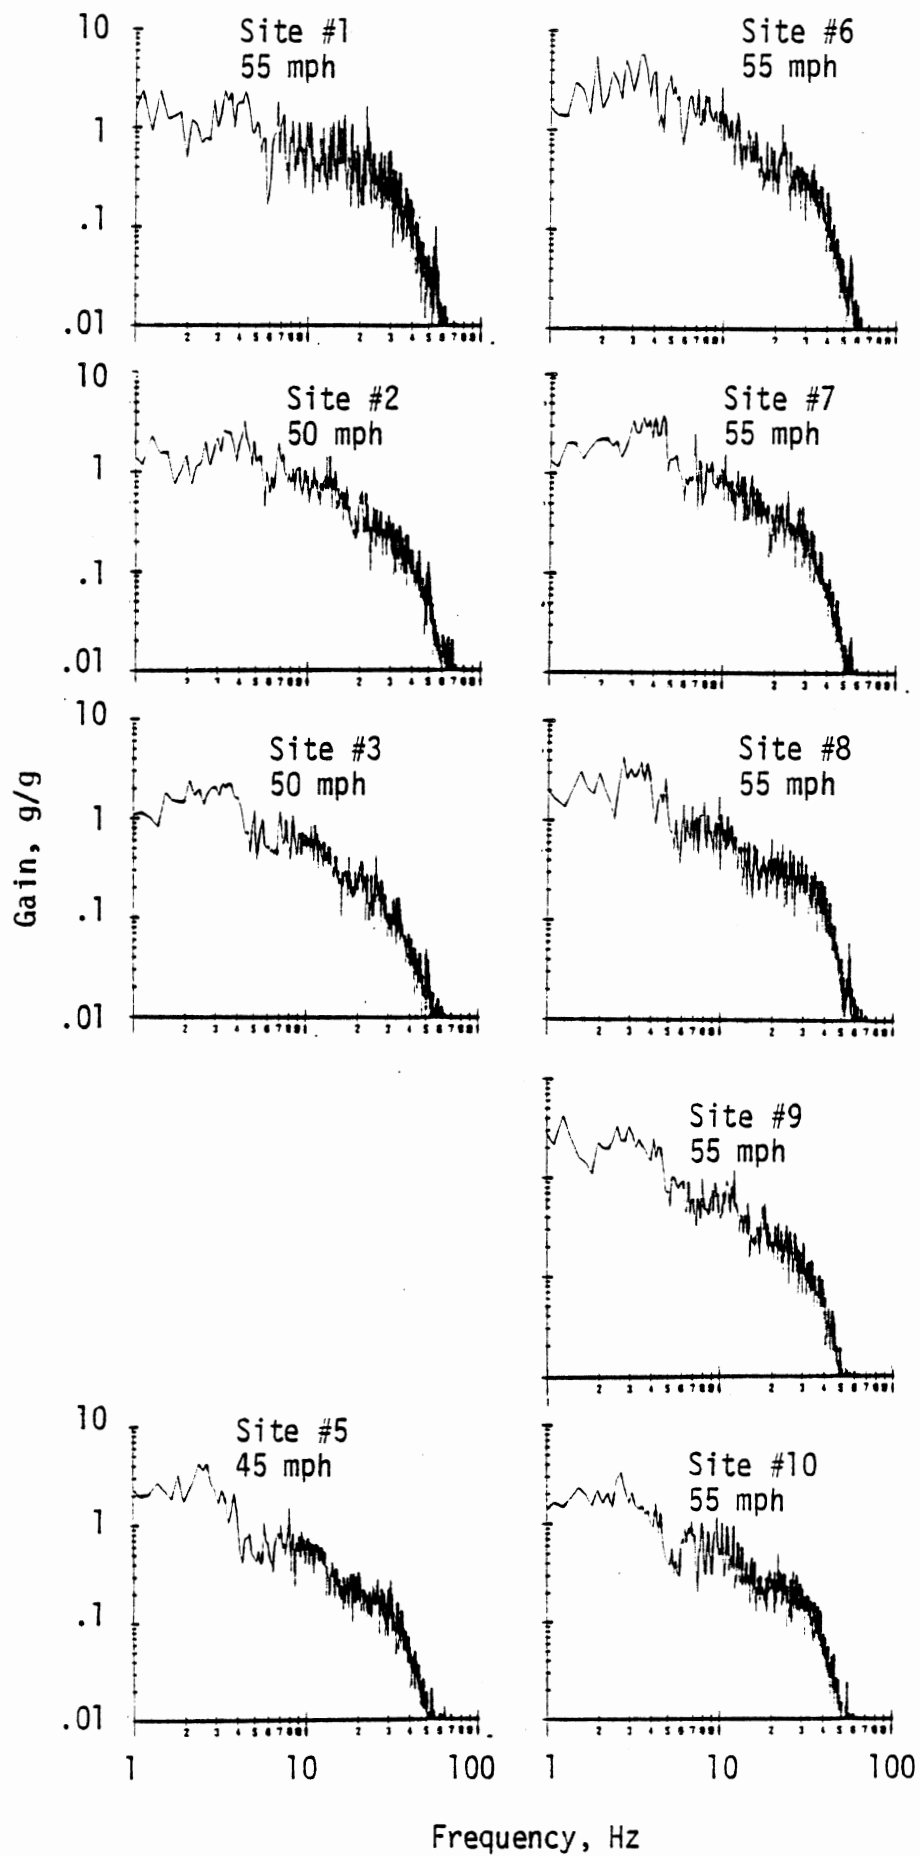 10
Site #1
55 mph
1
.1
.01
Site #6
55 mph
10
Site #2
50 mph
1
.1
.01
Site #7
55 mph
10
Site #3
50 mph
1
.1
.01
Site #8
55 mph
Gain, g/g
Site #9
55 mph
10
Site #5
45 mph
1
.1
.01
Site #10
55 mph
1 10 100
1 10 100
Frequency, Hz